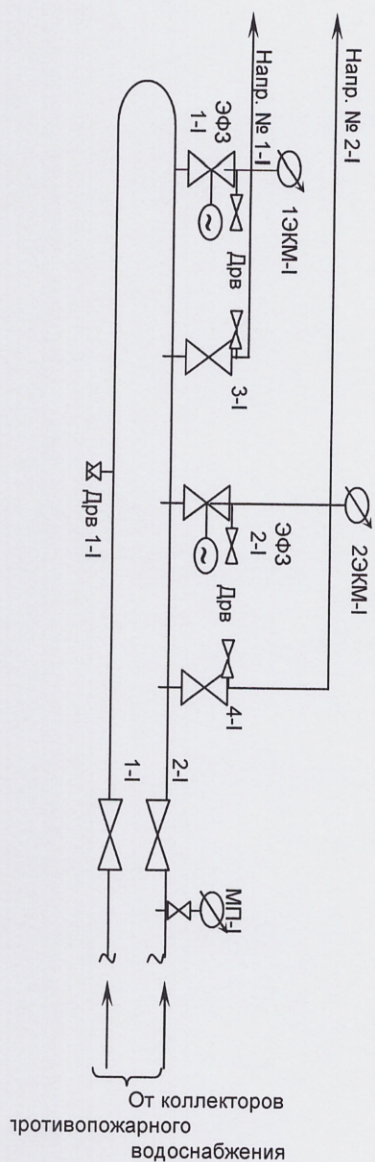 Напр. № 1-I
Напр. № 2-I
ЭФЗ
1-I
1ЭКМ-I
Дрв
3-I
Дрв 1-I
ЭФЗ
2-I
2ЭКМ-I
Дрв
4-I
1-I
2-I
МП-I
От коллекторов
противопожарного
водоснабжения